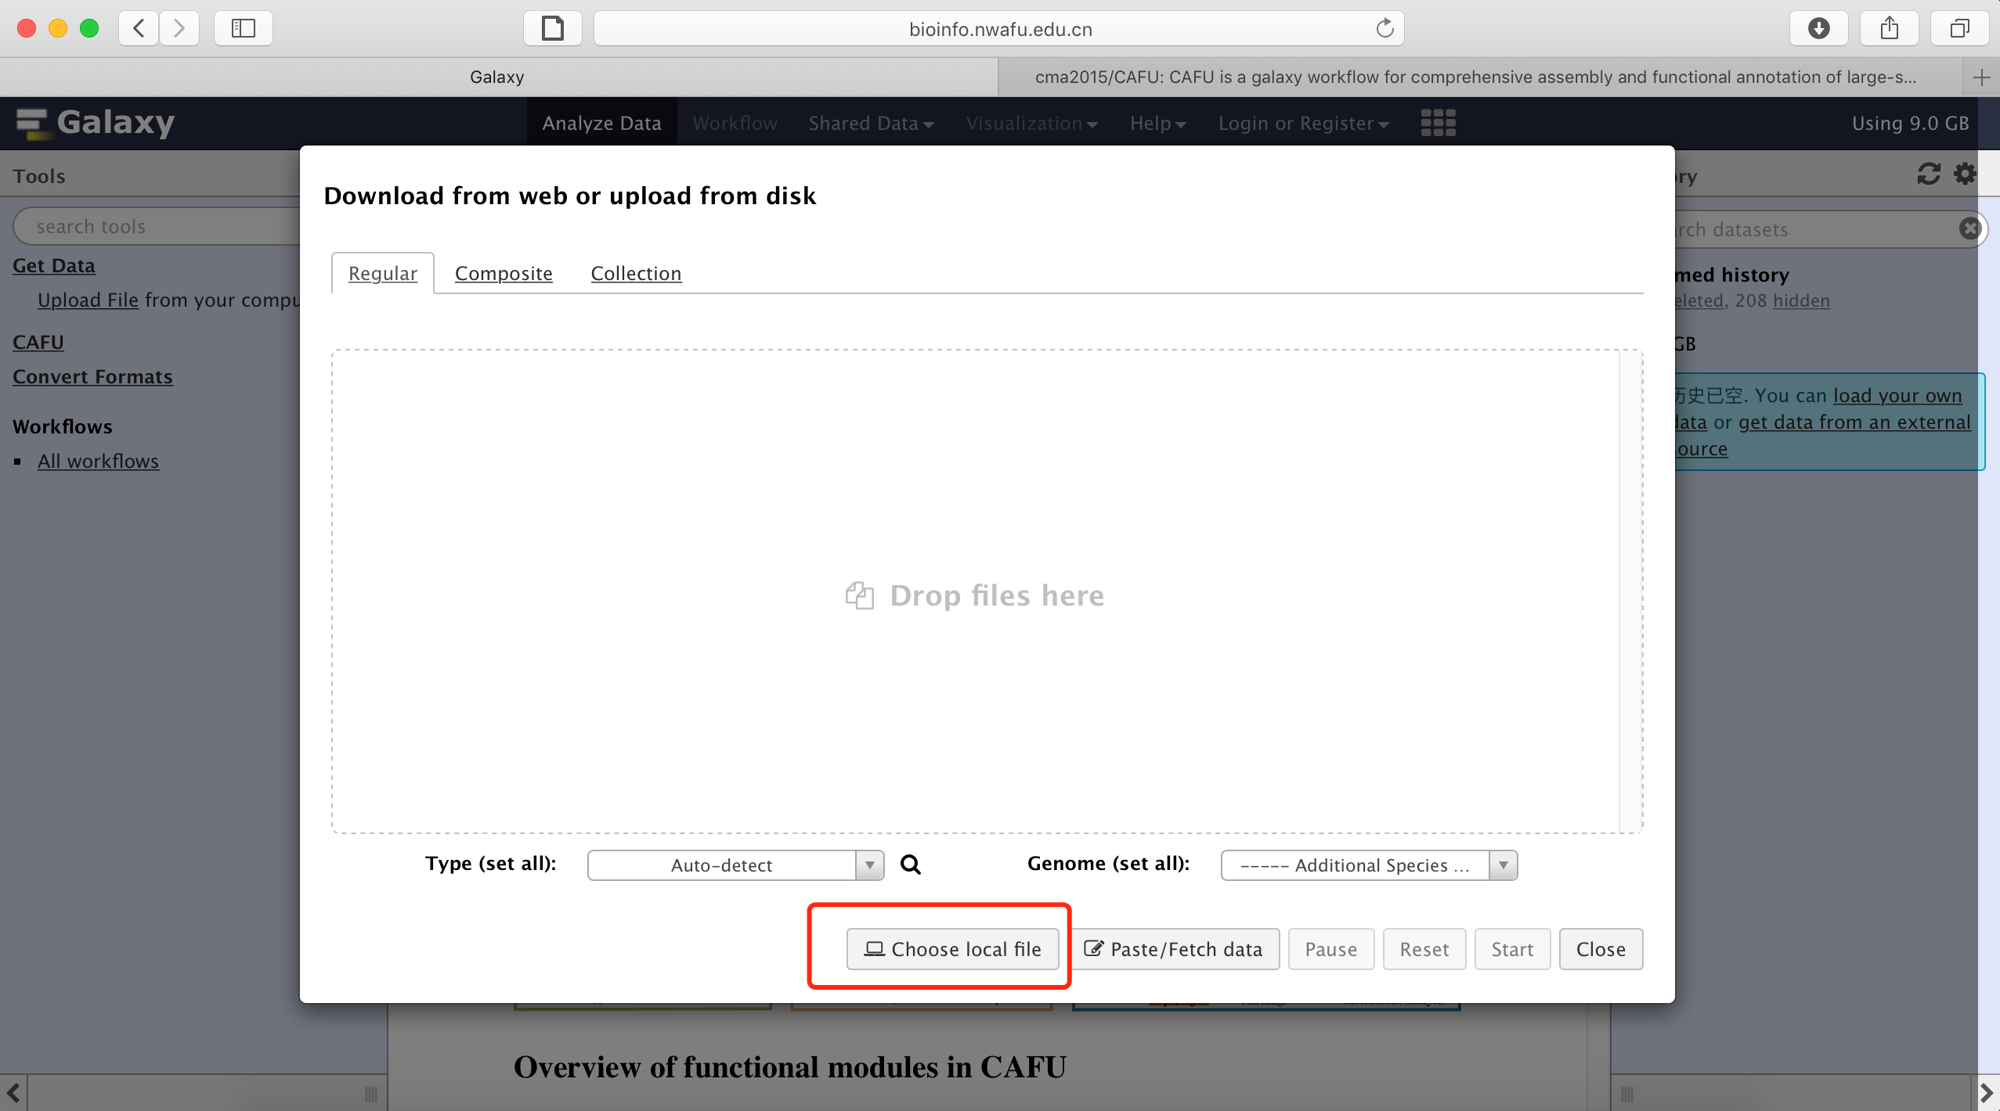 bioinfo.nwafu.edu.cn
Galaxy
cma2015/CAFU: CAFU is a galaxy workflow for comprehensive assembly and functional annotation of large-s...
Galaxy
Analyze Data
Workflow
Shared Data
Visualization
Help
Login or Register
Using 9.0 GB
Tools
search tools
Get Data
Upload File from your compu
CAFU
Convert Formats
Workflows
All workflows
Download from web or upload from disk
Regular
Composite
Collection
Drop files here
Type (set all):
Auto-detect
Genome (set all):
----- Additional Species ...
Choose local file
Paste/Fetch data
Pause
Reset
Start
Close
Overview of functional modules in CAFU
ry
rch datasets
med history
eleted, 208 hidden
GB
历史已空. You can load your own
data or get data from an external
source